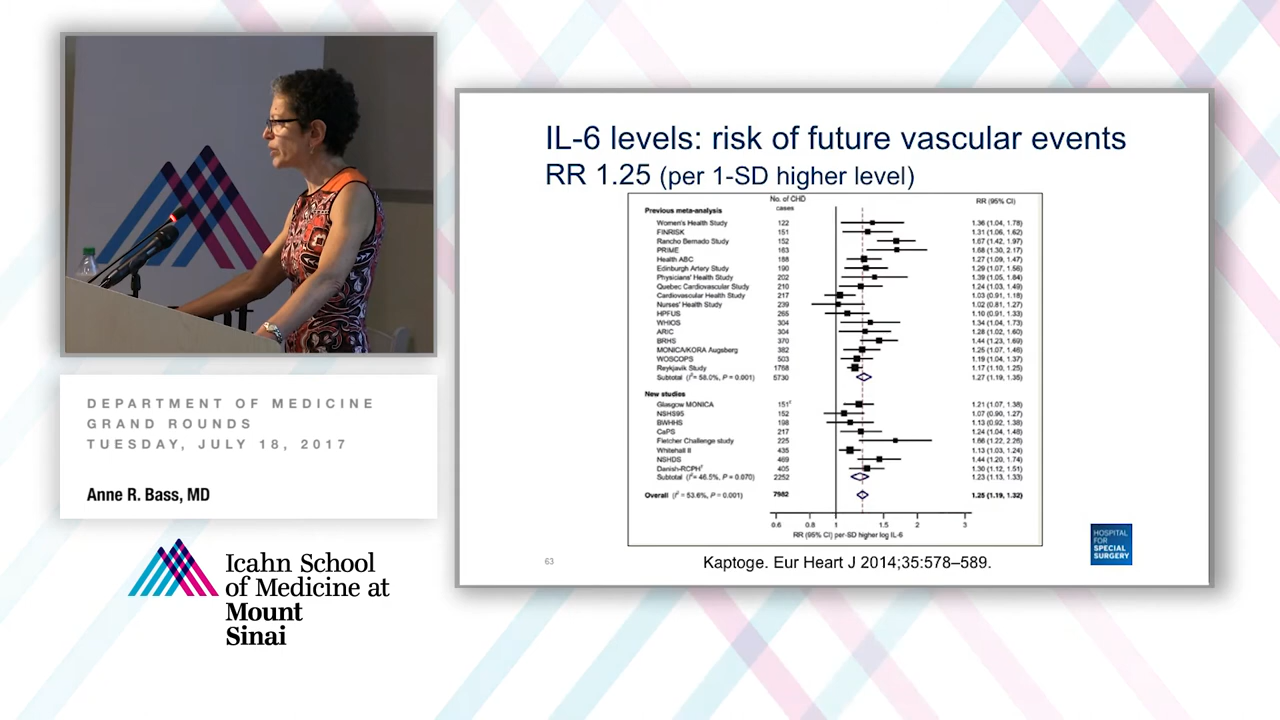 DEPARTMENT OF MEDICINE
GRAND ROUNDS
TUESDAY, JULY 18, 2017
Anne R. Bass, MD
Icahn School
of Medicine at
Mount
Sinai
IL-6 levels: risk of future vascular events
RR 1.25 (per 1-SD higher level)
No. of CHD
cases
RR (95% CI)
Previous meta-analysis
Women's Health Study 122 1.36 (1.04, 1.78)
FINRISK 151 1.31 (1.06, 1.62)
Rancho Bernado Study 152 1.67 (1.42, 1.97)
PRIME 163 1.68 (1.30, 2.17)
Health ABC 188 1.27 (1.09, 1.47)
Edinburgh Artery Study 190 1.29 (1.07, 1.56)
Physicians' Health Study 202 1.39 (1.05, 1.84)
Quebec Cardiovascular Study 210 1.24 (1.03, 1.49)
Cardiovascular Health Study 217 1.03 (0.91, 1.18)
Nurses' Health Study 239 1.02 (0.81, 1.27)
HPFUS 265 1.10 (0.91, 1.33)
WHIOS 304 1.34 (1.04, 1.73)
ARIC 304 1.28 (1.02, 1.60)
BRHS 370 1.44 (1.23, 1.69)
MONICA/KORA Augsberg 382 1.25 (1.07, 1.46)
WOSCOPS 503 1.19 (1.04, 1.37)
Reykjavik Study 1768 1.17 (1.10, 1.25)
Subtotal (I² = 58.0%, P = 0.001) 5730 1.27 (1.19, 1.35)
New studies
Glasgow MONICA 151 1.21 (1.07, 1.38)
NSHS95 152 1.07 (0.90, 1.27)
BWHHS 198 1.13 (0.92, 1.38)
CaPS 217 1.24 (1.04, 1.48)
Fletcher Challenge study 225 1.66 (1.22, 2.26)
Whitehall II 435 1.13 (1.03, 1.24)
NSHDS 469 1.44 (1.20, 1.74)
Danish-RCPH† 405 1.30 (1.12, 1.51)
Subtotal (I² = 46.5%, P = 0.070) 2252 1.23 (1.13, 1.33)
Overall (I² = 53.6%, P = 0.001) 7982 1.25 (1.19, 1.32)
0.6 0.8 1 1.5 2 3
RR (95% CI) per-SD higher log IL-6
63
Kaptoge. Eur Heart J 2014;35:578–589.
HOSPITAL
FOR
SPECIAL
SURGERY